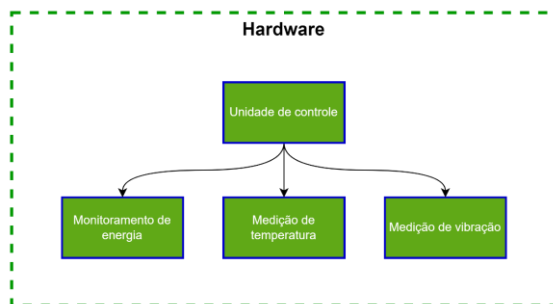 Hardware
Unidade de controle
Monitoramento de
energia
Medição de
temperatura
Medição de vibração